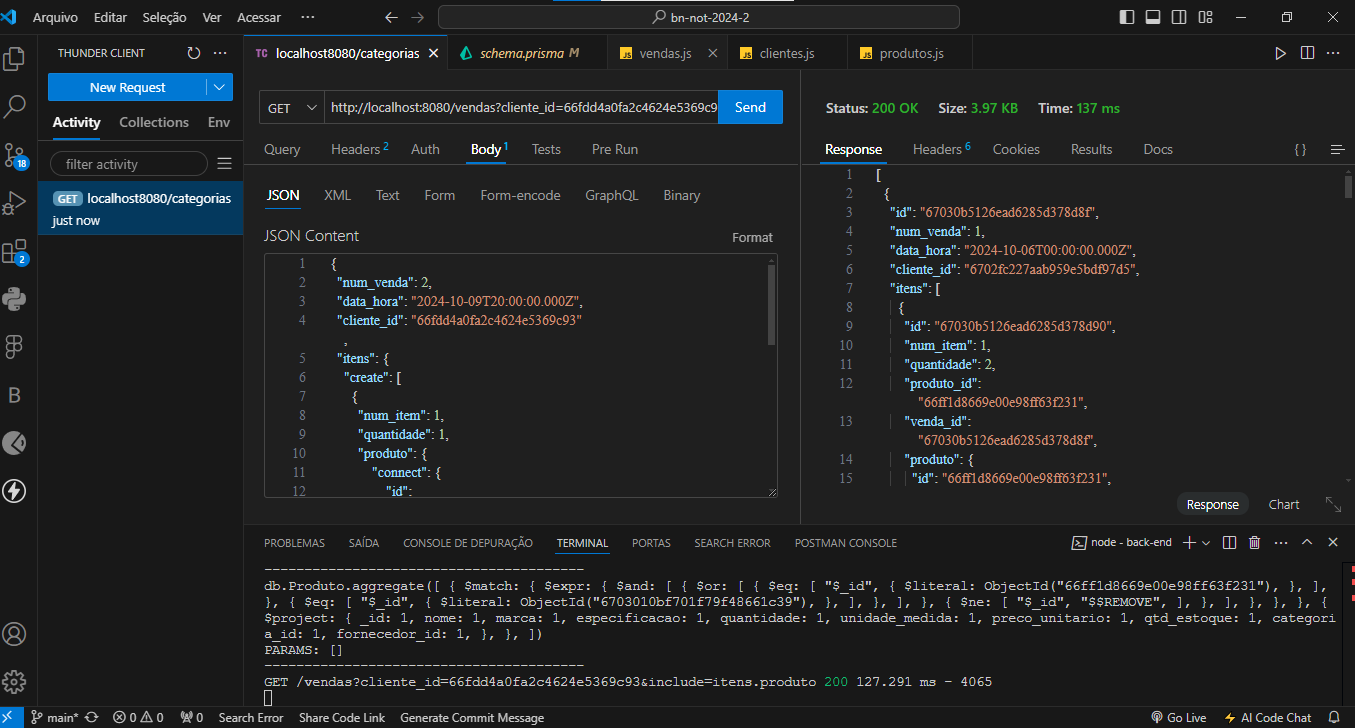 Arquivo Editar Seleção Ver Acessar ··· bn-not-2024-2
THUNDER CLIENT ···
New Request
Activity Collections Env
filter activity
GET localhost8080/categorias
just now
18
2
B
TC localhost8080/categorias
schema.prisma M
JS vendas.js
JS clientes.js
JS produtos.js
GET http://localhost:8080/vendas?cliente_id=66fdd4a0fa2c4624e5369c9 Send
Query Headers 2 Auth Body 1 Tests Pre Run
JSON XML Text Form Form-encode GraphQL Binary
JSON Content Format
1 {
2 "num_venda": 2,
3 "data_hora": "2024-10-09T20:00:00.000Z",
4 "cliente_id": "66fdd4a0fa2c4624e5369c93"
,
5 "itens": {
6 "create": [
7 {
8 "num_item": 1,
9 "quantidade": 1,
10 "produto": {
11 "connect": {
12 "id":
Status: 200 OK Size: 3.97 KB Time: 137 ms
Response Headers 6 Cookies Results Docs { }
1 [
2 {
3 "id": "67030b5126ead6285d378d8f",
4 "num_venda": 1,
5 "data_hora": "2024-10-06T00:00:00.000Z",
6 "cliente_id": "6702fc227aab959e5bdf97d5",
7 "itens": [
8 {
9 "id": "67030b5126ead6285d378d90",
10 "num_item": 1,
11 "quantidade": 2,
12 "produto_id":
"66ff1d8669e00e98ff63f231",
13 "venda_id":
"67030b5126ead6285d378d8f",
14 "produto": {
15 "id": "66ff1d8669e00e98ff63f231",
Response Chart
PROBLEMAS SAÍDA CONSOLE DE DEPURAÇÃO TERMINAL PORTAS SEARCH ERROR POSTMAN CONSOLE node - back-end
----------------------------------------
db.Produto.aggregate([ { $match: { $expr: { $and: [ { $or: [ { $eq: [ "$_id", { $literal: ObjectId("66ff1d8669e00e98ff63f231"), }, ],
}, { $eq: [ "$_id", { $literal: ObjectId("6703010bf701f79f48661c39"), }, ], }, ], }, { $ne: [ "$_id", "$$REMOVE", ], }, ], }, }, }, {
$project: { _id: 1, nome: 1, marca: 1, especificacao: 1, quantidade: 1, unidade_medida: 1, preco_unitario: 1, qtd_estoque: 1, categori
a_id: 1, fornecedor_id: 1, }, }, ])
PARAMS: []
----------------------------------------
GET /vendas?cliente_id=66fdd4a0fa2c4624e5369c93&include=itens.produto 200 127.291 ms - 4065
main* 0 0 0 Search Error Share Code Link Generate Commit Message Go Live AI Code Chat